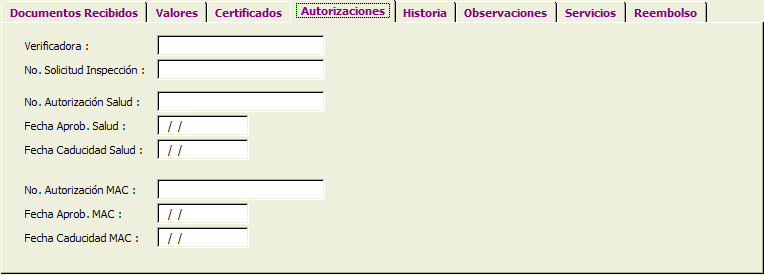 Documentos Recibidos Valores Certificados Autorizaciones Historia Observaciones Servicios Reembolso
Verificadora :
No. Solicitud Inspección :
No. Autorización Salud :
Fecha Aprob. Salud : / /
Fecha Caducidad Salud : / /
No. Autorización MAC :
Fecha Aprob. MAC : / /
Fecha Caducidad MAC : / /